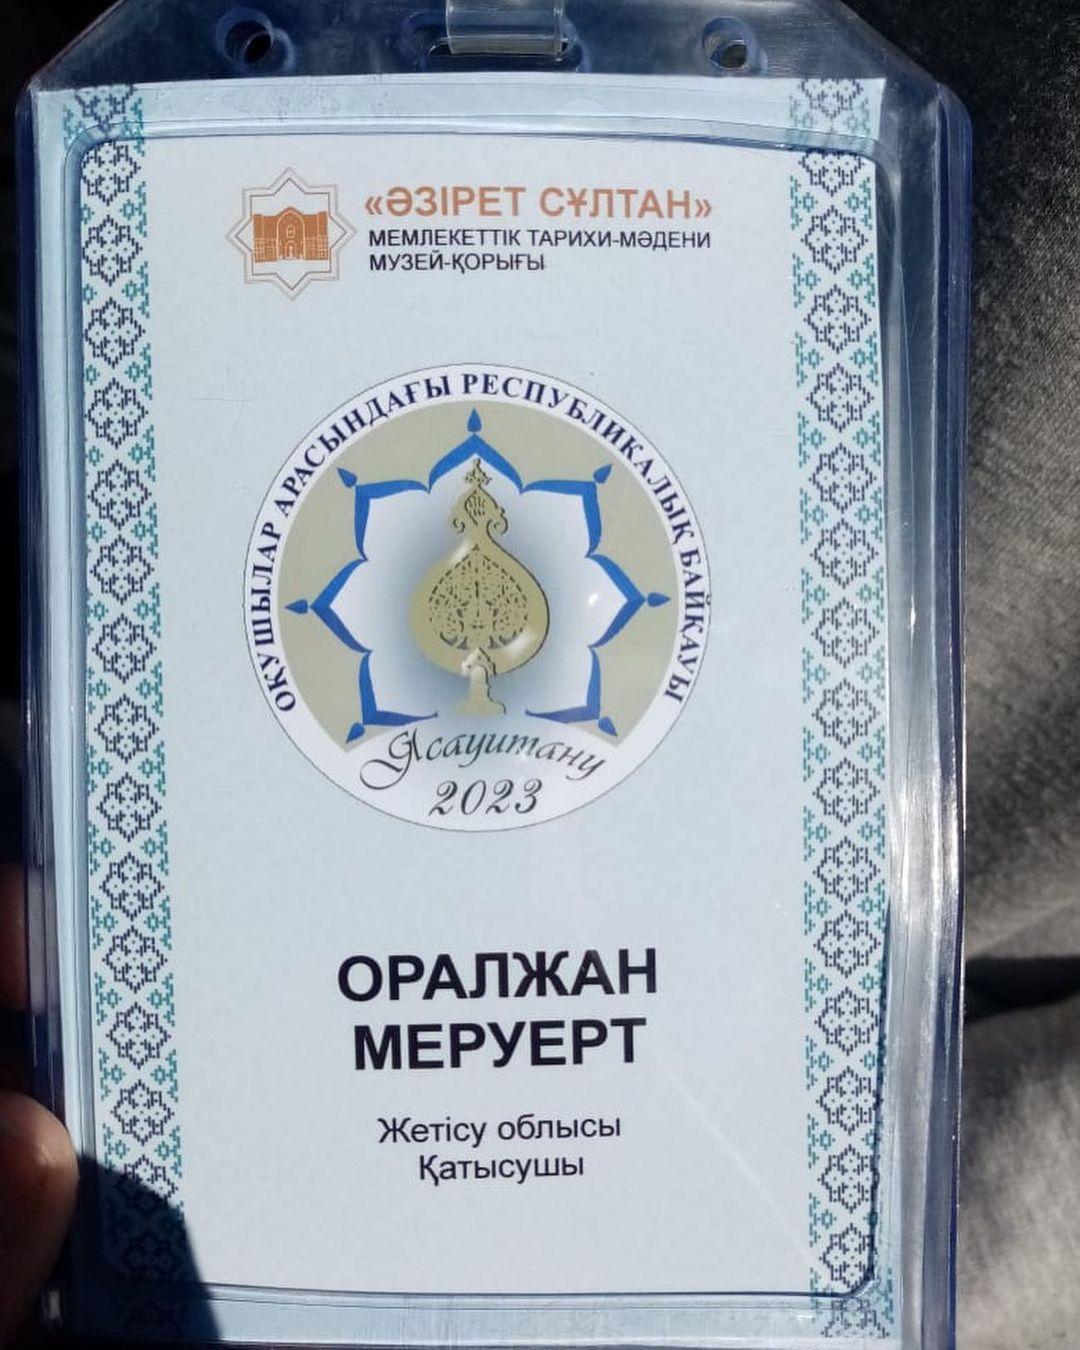 «ӘЗІРЕТ СҰЛТАН»
МЕМЛЕКЕТТІК ТАРИХИ-МӘДЕНИ
МУЗЕЙ-ҚОРЫҒЫ
ОҚУШЫЛАР АРАСЫНДАҒЫ РЕСПУБЛИКАЛЫҚ БАЙҚАУЫ
Ясауитану
2023
ОРАЛЖАН
МЕРУЕРТ
Жетісу облысы
Қатысушы